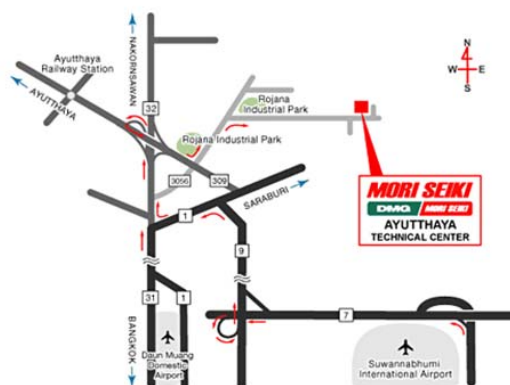 NAKORNSAWAN
N
W E
S
Ayutthaya
Railway Station
AYUTTHAYA
32
Rojana
Industrial Park
Rojana Industrial Park
3056
309
SARABURI
1
MORI SEIKI
DMG MORI SEIKI
AYUTTHAYA
TECHNICAL CENTER
9
31
1
7
BANGKOK
Daun Muang
Domestic
Airport
Suwannabhumi
International Airport